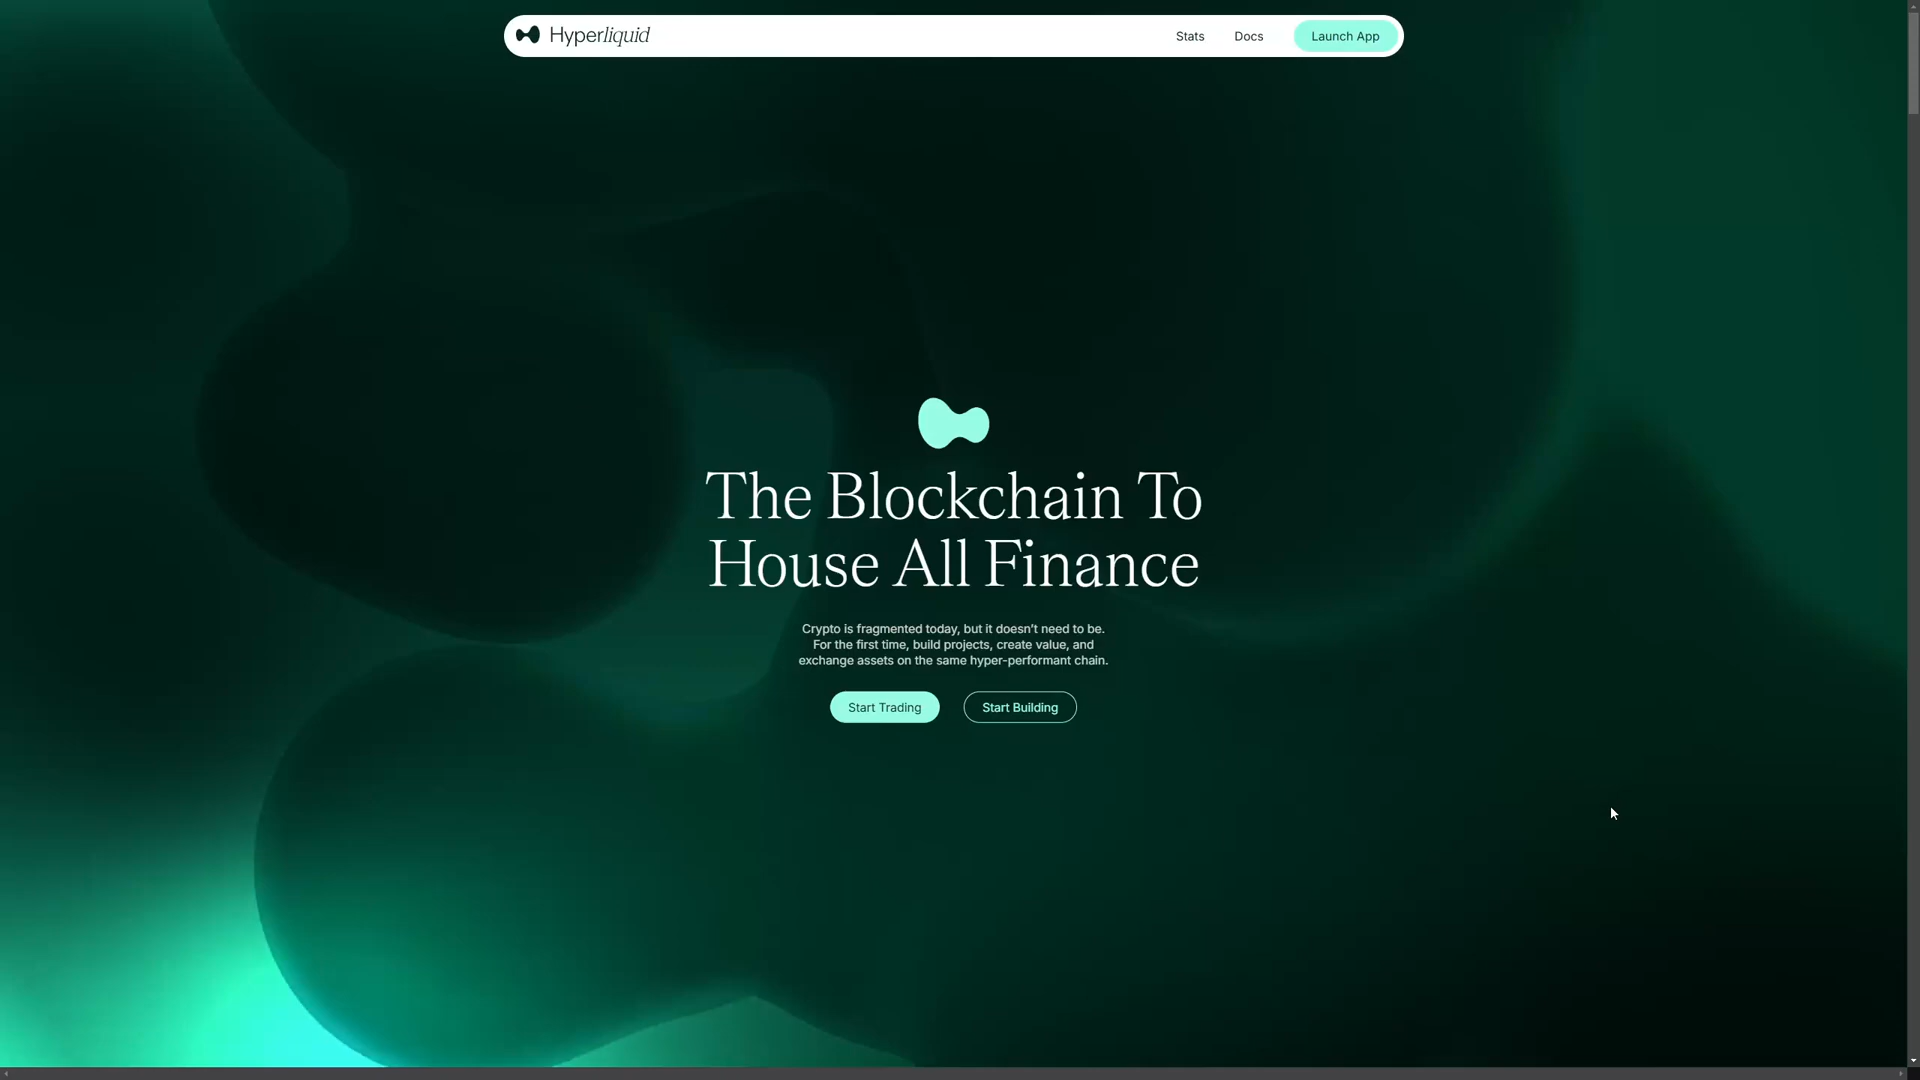 Hyperliquid
Stats
Docs
Launch App
The Blockchain To
House All Finance
Crypto is fragmented today, but it doesn’t need to be.
For the first time, build projects, create value, and
exchange assets on the same hyper-performant chain.
Start Trading
Start Building